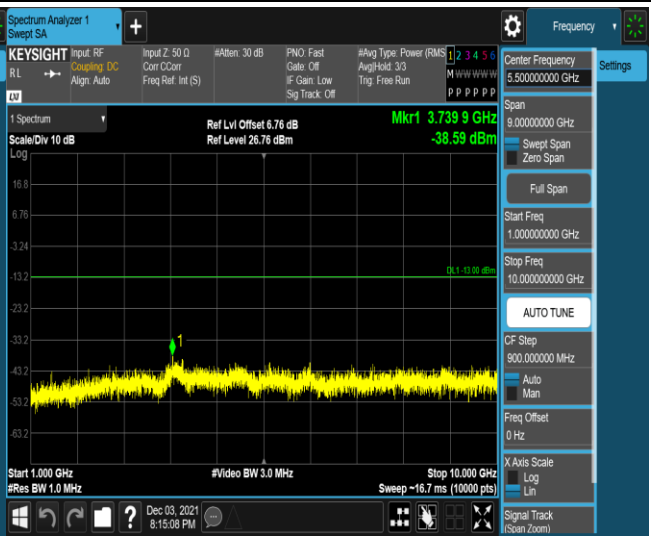 Spectrum Analyzer 1
Swept SA
+
Frequency
KEYSIGHT
RL
LXI
Input: RF
Coupling: DC
Align: Auto
Input Z: 50 Ω
Corr CCorr
Freq Ref: Int (S)
#Atten: 30 dB
PNO: Fast
Gate: Off
IF Gain: Low
Sig Track: Off
#Avg Type: Power (RMS
Avg|Hold: 3/3
Trig: Free Run
1 2 3 4 5 6
M W W W W W
P P P P P P
1 Spectrum
Scale/Div 10 dB
Log
Ref Lvl Offset 6.76 dB
Ref Level 26.76 dBm
Mkr1 3.739 9 GHz
-38.59 dBm
16.8
6.76
-3.24
-13.2
-23.2
-33.2
-43.2
-53.2
-63.2
DL1 -13.00 dBm
1
Start 1.000 GHz
#Res BW 1.0 MHz
#Video BW 3.0 MHz
Stop 10.000 GHz
Sweep ~16.7 ms (10000 pts)
?
Dec 03, 2021
8:15:08 PM
Center Frequency
5.500000000 GHz
Span
9.00000000 GHz
Swept Span
Zero Span
Full Span
Start Freq
1.000000000 GHz
Stop Freq
10.000000000 GHz
AUTO TUNE
CF Step
900.000000 MHz
Auto
Man
Freq Offset
0 Hz
X Axis Scale
Log
Lin
Signal Track
(Span Zoom)
Settings